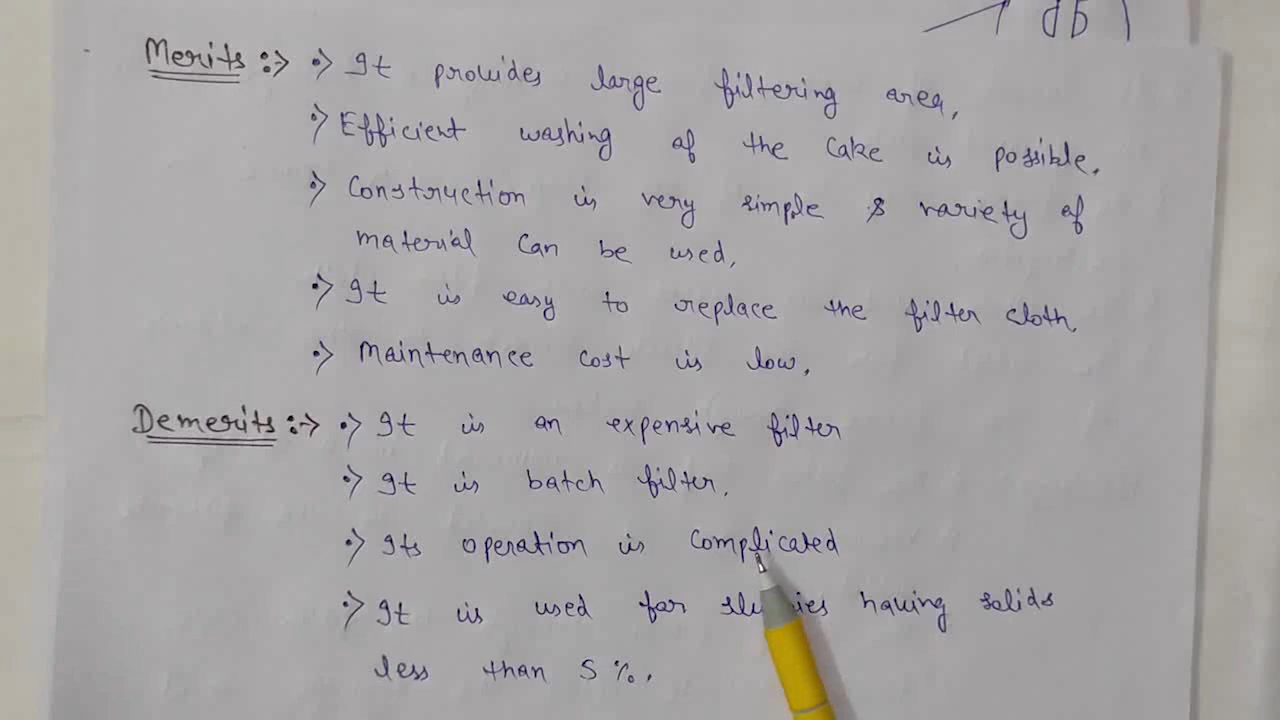 Merits :-> •> It provides large filtering area,
•> Efficient washing of the cake is possible.
•> Construction is very simple & variety of
material can be used,
•> It is easy to replace the filter cloth.
•> Maintenance cost is low,
Demerits :-> •> It is an expensive filter
•> It is batch filter.
•> Its operation is complicated
•> It is used for having solids
less than 5%.